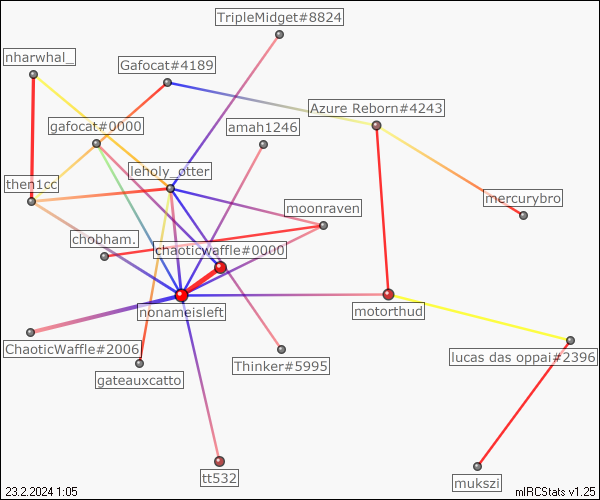 TripleMidget#8824
nharwhal_
Gafocat#4189
Azure Reborn#4243
gafocat#0000
amah1246
leholy_otter
then1cc
mercurybro
moonraven
chobham.
chaoticwaffle#0000
nonameisleft
motorthud
ChaoticWaffle#2006
lucas das oppai#2396
Thinker#5995
gateauxcatto
tt532
mukszi
23.2.2024 1:05
mIRCStats v1.25